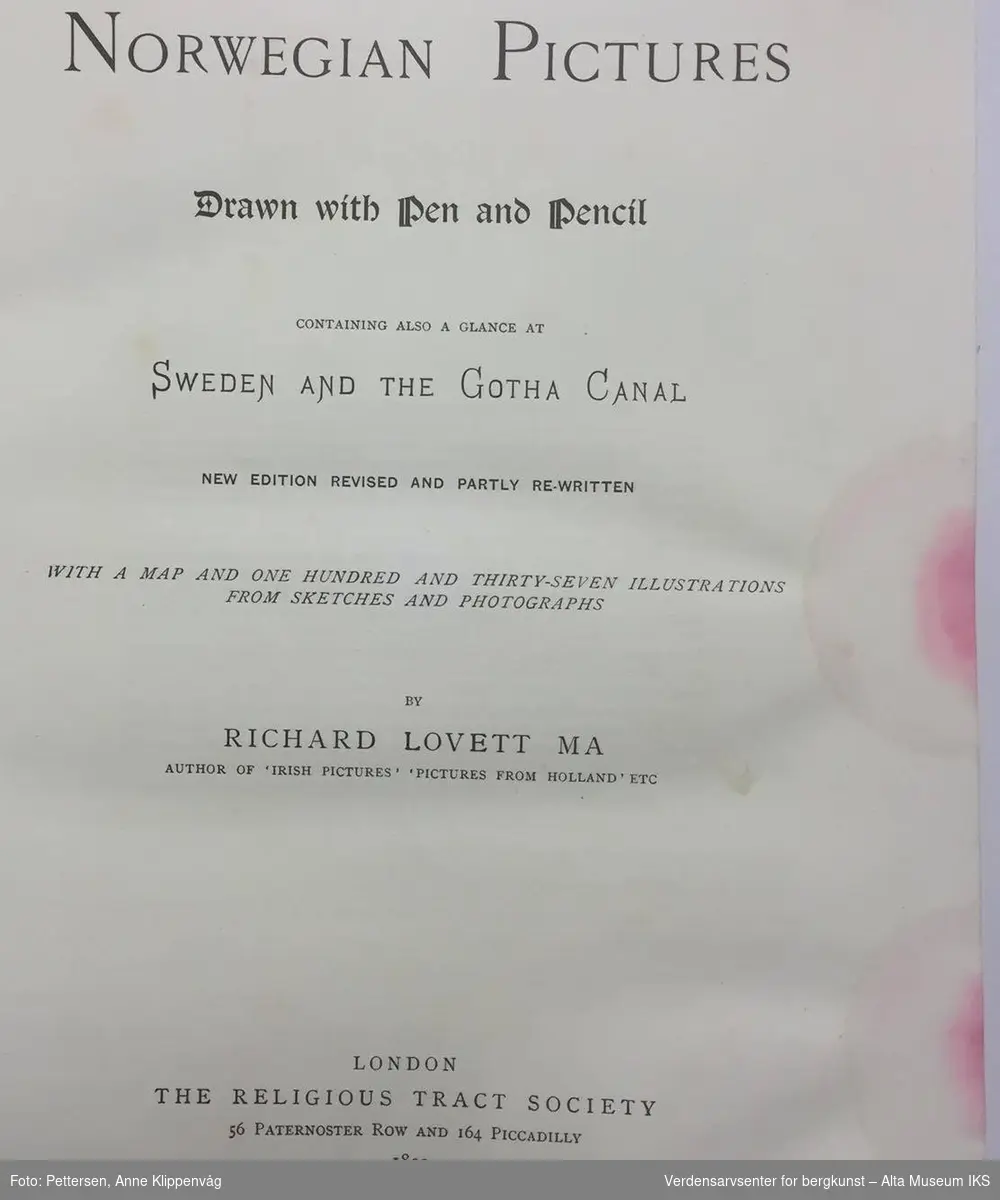 NORWEGIAN PICTURES
Drawn with Pen and Pencil
CONTAINING ALSO A GLANCE AT
SWEDEN AND THE GOTHA CANAL
NEW EDITION REVISED AND PARTLY RE-WRITTEN
WITH A MAP AND ONE HUNDRED AND THIRTY-SEVEN ILLUSTRATIONS
FROM SKETCHES AND PHOTOGRAPHS
BY
RICHARD LOVETT MA
AUTHOR OF 'IRISH PICTURES' 'PICTURES FROM HOLLAND' ETC
LONDON
THE RELIGIOUS TRACT SOCIETY
56 PATERNOSTER ROW AND 164 PICCADILLY
Foto: Pettersen, Anne Klippenvåg
Verdensarvsenter for bergkunst – Alta Museum IKS